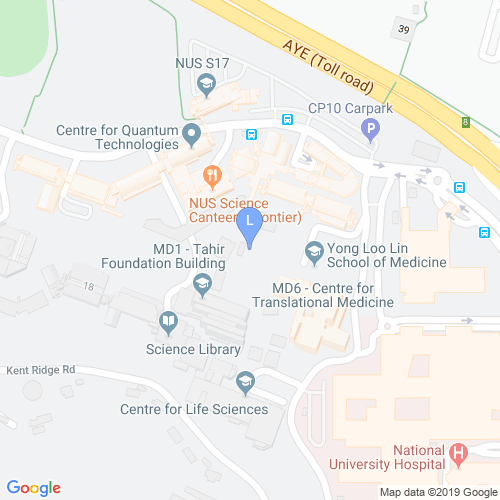 39
AYE (Toll road)
NUS S17
CP10 Carpark
P
8
Centre for Quantum
Technologies
NUS Science
Canteen (Frontier)
L
MD1 - Tahir
Foundation Building
Yong Loo Lin
School of Medicine
18
MD6 - Centre for
Translational Medicine
Science Library
Kent Ridge Rd
Centre for Life Sciences
National
University Hospital
H
Google
Map data ©2019 Google